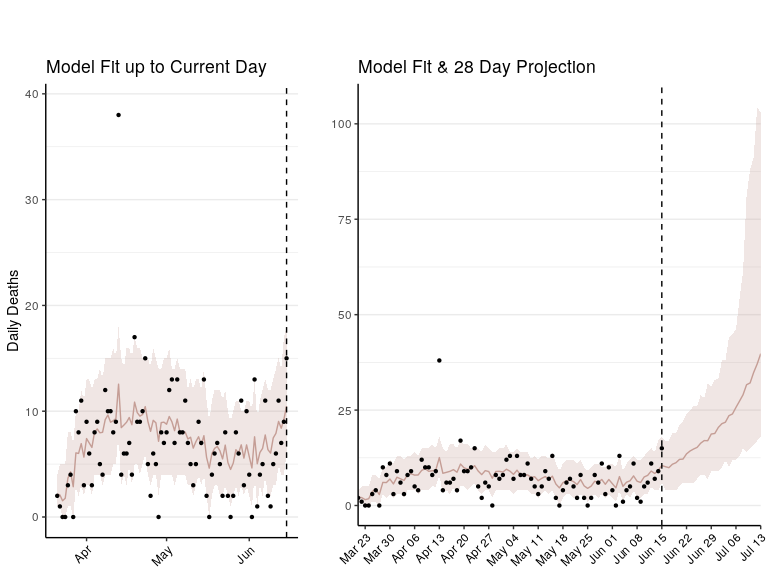 Model Fit up to Current Day
Daily Deaths
40
30
20
10
0
Apr
May
Jun
Model Fit & 28 Day Projection
100
75
50
25
0
Mar 23
Mar 30
Apr 06
Apr 13
Apr 20
Apr 27
May 04
May 11
May 18
May 25
Jun 01
Jun 08
Jun 15
Jun 22
Jun 29
Jul 06
Jul 13